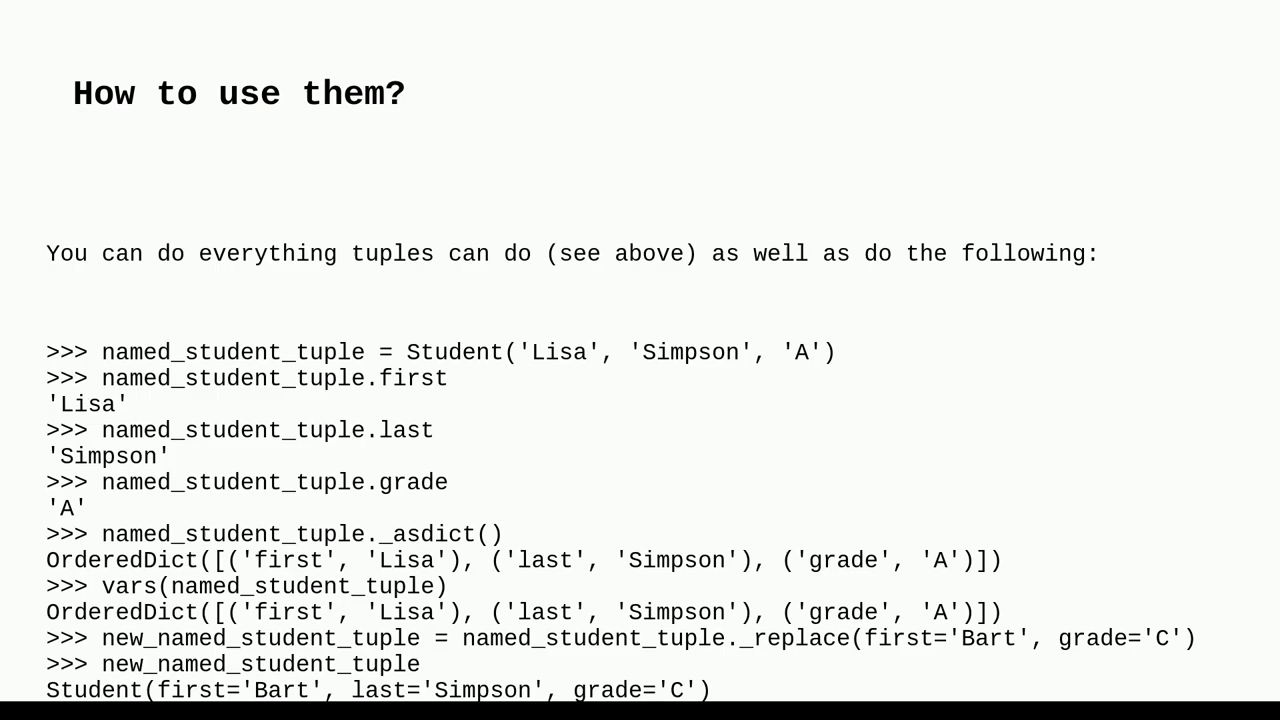 How to use them?
You can do everything tuples can do (see above) as well as do the following:
>>> named_student_tuple = Student('Lisa', 'Simpson', 'A')
>>> named_student_tuple.first
'Lisa'
>>> named_student_tuple.last
'Simpson'
>>> named_student_tuple.grade
'A'
>>> named_student_tuple._asdict()
OrderedDict([('first', 'Lisa'), ('last', 'Simpson'), ('grade', 'A')])
>>> vars(named_student_tuple)
OrderedDict([('first', 'Lisa'), ('last', 'Simpson'), ('grade', 'A')])
>>> new_named_student_tuple = named_student_tuple._replace(first='Bart', grade='C')
>>> new_named_student_tuple
Student(first='Bart', last='Simpson', grade='C')